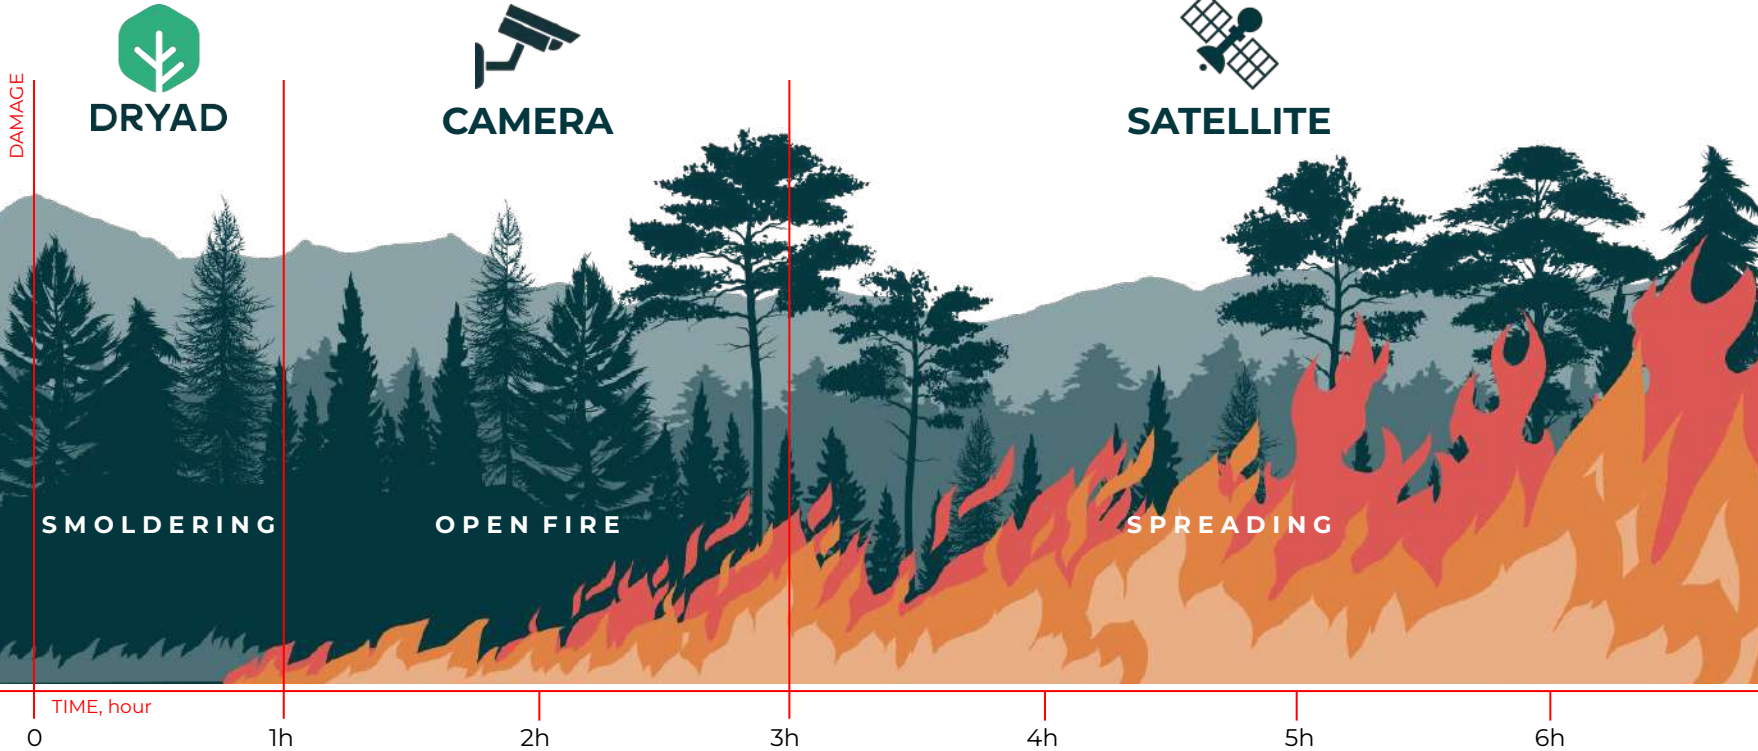 DAMAGE
DRYAD
CAMERA
SATELLITE
SMOLDERING
OPEN FIRE
SPREADING
TIME, hour
0
1h
2h
3h
4h
5h
6h